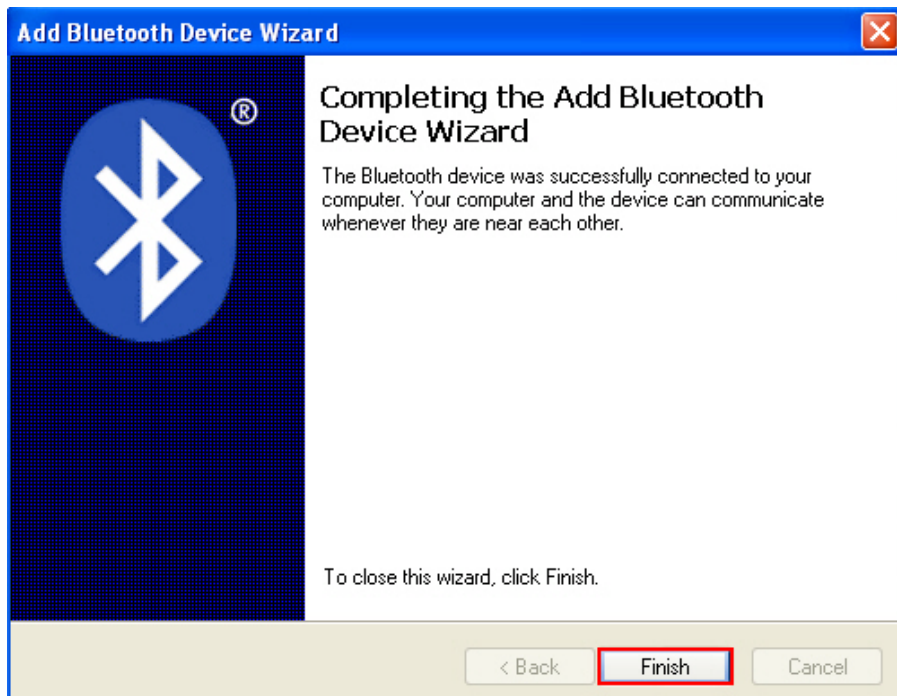 Add Bluetooth Device Wizard
®
Completing the Add Bluetooth
Device Wizard
The Bluetooth device was successfully connected to your
computer. Your computer and the device can communicate
whenever they are near each other.
To close this wizard, click Finish.
< Back Finish Cancel